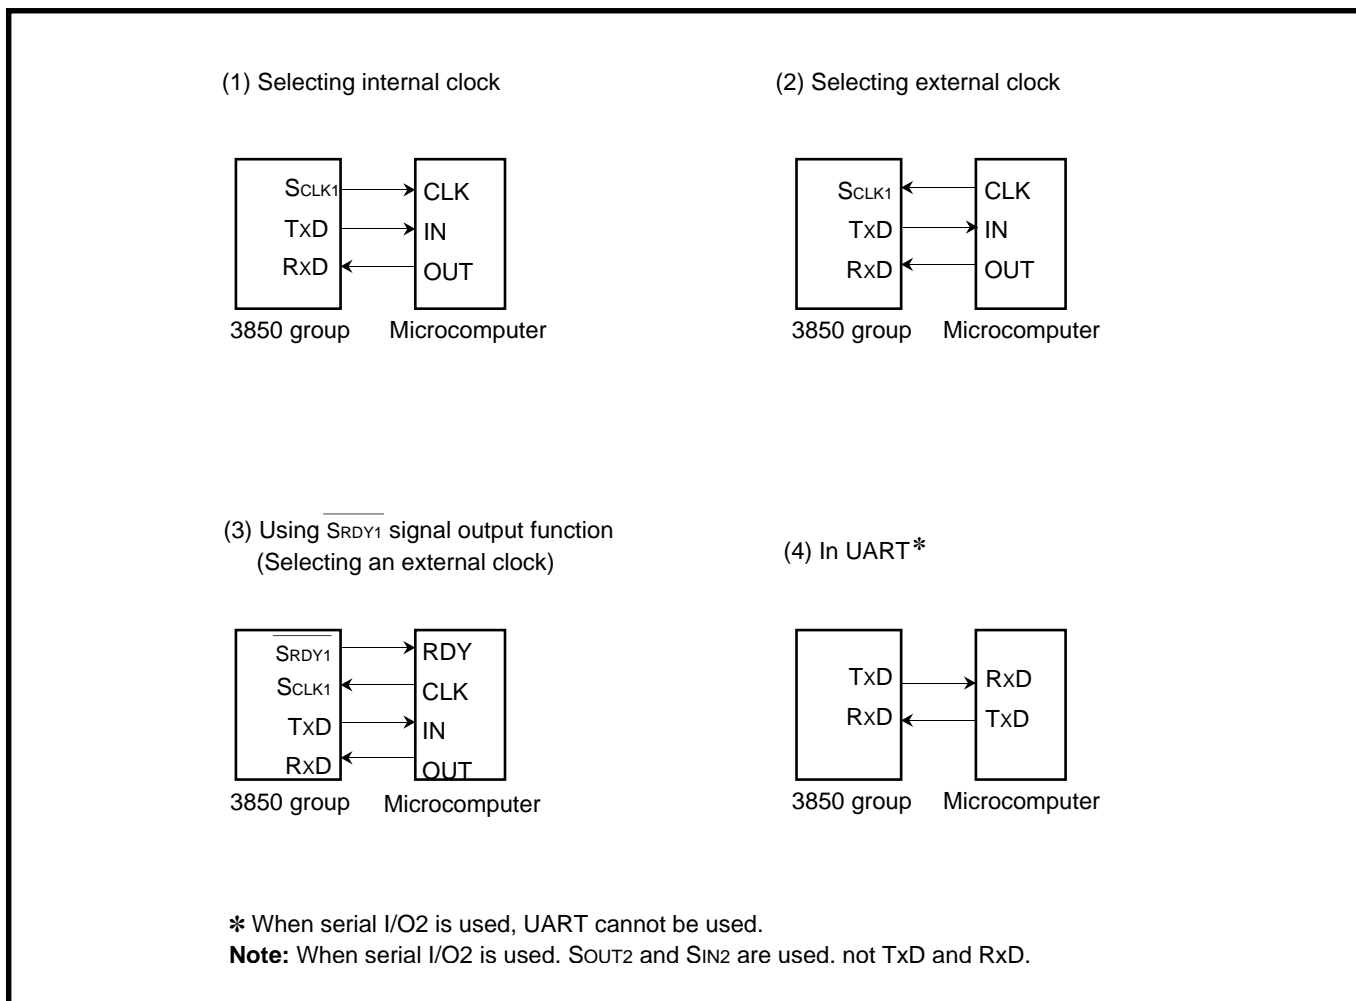 (1) Selecting internal clock
SCLK1
TxD
RxD
CLK
IN
OUT
3850 group
Microcomputer
(2) Selecting external clock
SCLK1
TxD
RxD
CLK
IN
OUT
3850 group
Microcomputer
(3) Using S̅R̅D̅Y̅1̅ signal output function
(Selecting an external clock)
S̅R̅D̅Y̅1̅
SCLK1
TxD
RxD
RDY
CLK
IN
OUT
3850 group
Microcomputer
(4) In UART*
TxD
RxD
RxD
TxD
3850 group
Microcomputer
* When serial I/O2 is used, UART cannot be used.
Note: When serial I/O2 is used. SOUT2 and SIN2 are used. not TxD and RxD.